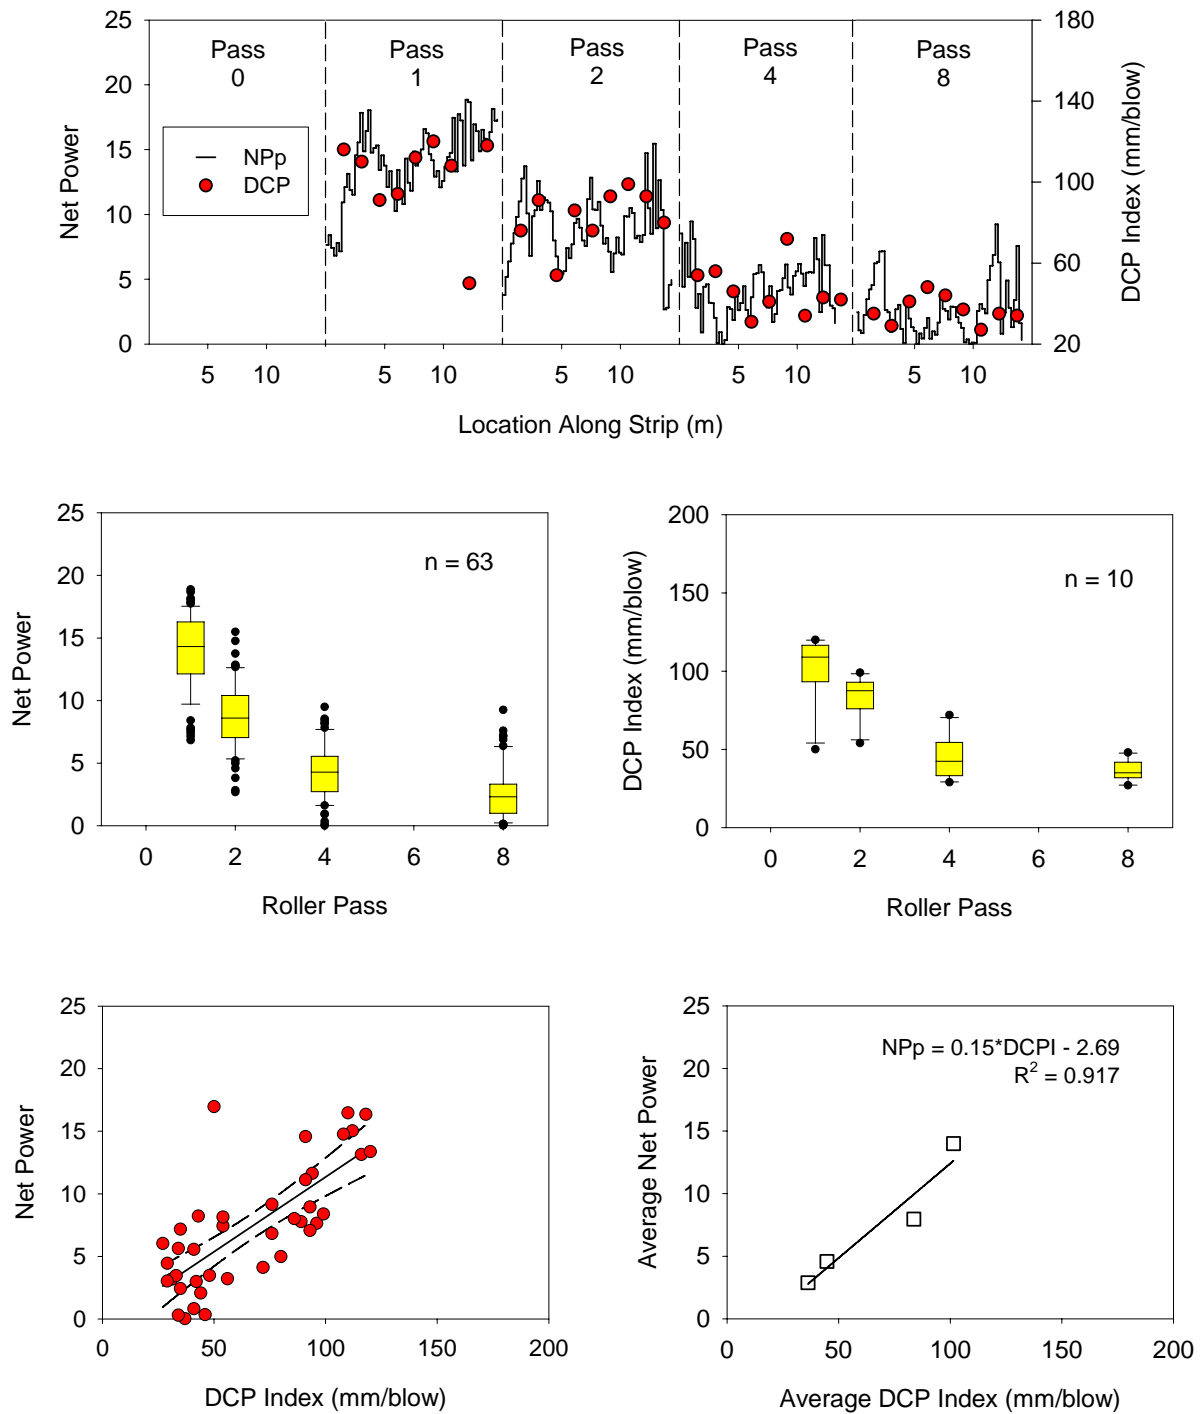 25
20
15
10
5
0
Net Power
Pass
0
Pass
1
Pass
2
Pass
4
Pass
8
NPp
DCP
180
140
100
60
20
DCP Index (mm/blow)
5 10 5 10 5 10 5 10 5 10
Location Along Strip (m)
25
20
15
10
5
0
Net Power
n = 63
0 2 4 6 8
Roller Pass
200
150
100
50
0
DCP Index (mm/blow)
n = 10
0 2 4 6 8
Roller Pass
25
20
15
10
5
0
Net Power
0 50 100 150 200
DCP Index (mm/blow)
25
20
15
10
5
0
Average Net Power
NPp = 0.15*DCPI - 2.69
R² = 0.917
0 50 100 150 200
Average DCP Index (mm/blow)